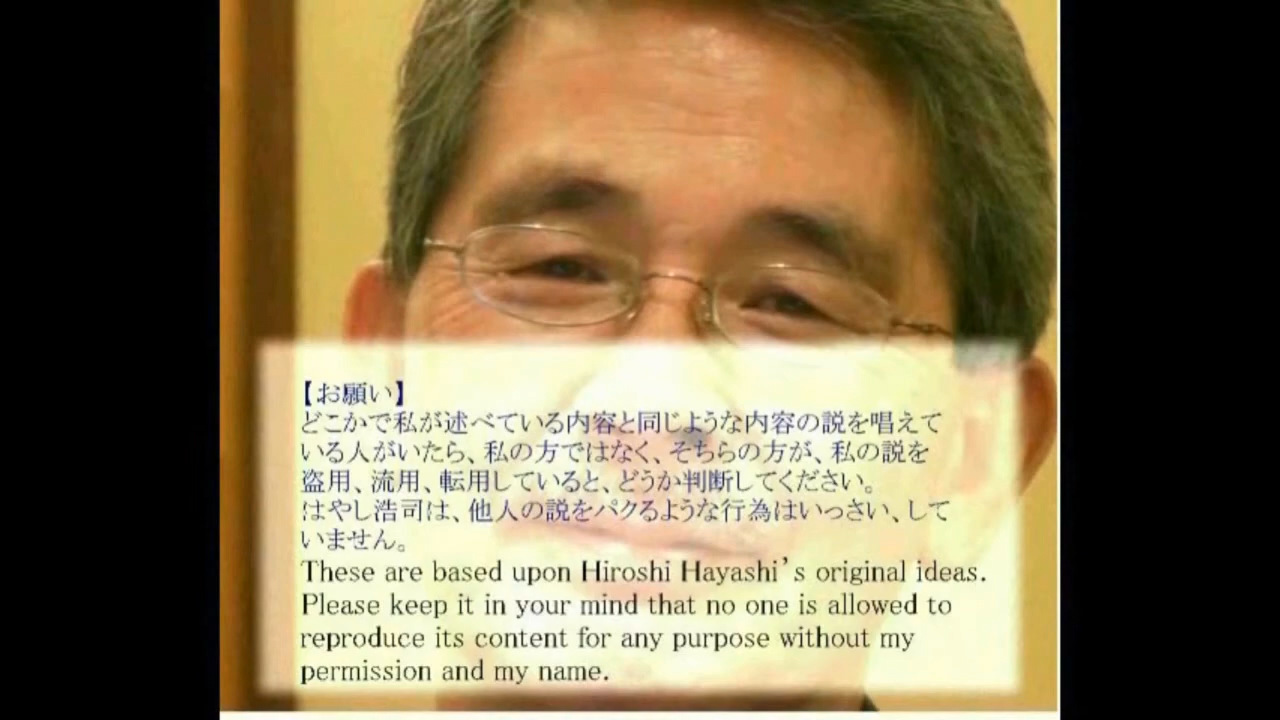 【お願い】
どこかで私が述べている内容と同じような内容の説を唱えて
いる人がいたら、私の方ではなく、そちらの方が、私の説を
盗用、流用、転用していると、どうか判断してください。
はやし浩司は、他人の説をパクるような行為はいっさい、して
いません。
These are based upon Hiroshi Hayashi’s original ideas.
Please keep it in your mind that no one is allowed to
reproduce its content for any purpose without my
permission and my name.